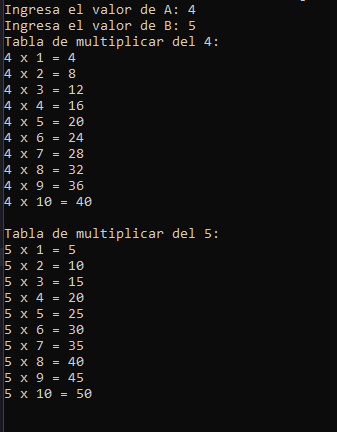 Ingresa el valor de A: 4
Ingresa el valor de B: 5
Tabla de multiplicar del 4:
4 x 1 = 4
4 x 2 = 8
4 x 3 = 12
4 x 4 = 16
4 x 5 = 20
4 x 6 = 24
4 x 7 = 28
4 x 8 = 32
4 x 9 = 36
4 x 10 = 40

Tabla de multiplicar del 5:
5 x 1 = 5
5 x 2 = 10
5 x 3 = 15
5 x 4 = 20
5 x 5 = 25
5 x 6 = 30
5 x 7 = 35
5 x 8 = 40
5 x 9 = 45
5 x 10 = 50